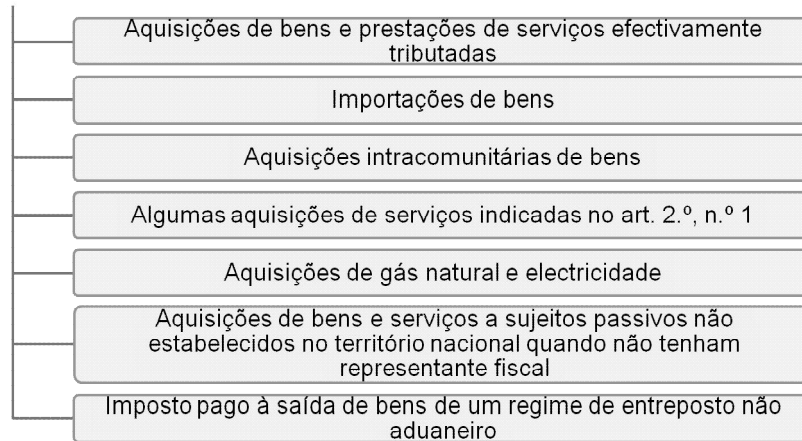 Aquisições de bens e prestações de serviços efectivamente
tributadas
Importações de bens
Aquisições intracomunitárias de bens
Algumas aquisições de serviços indicadas no art. 2.º, n.º 1
Aquisições de gás natural e electricidade
Aquisições de bens e serviços a sujeitos passivos não
estabelecidos no território nacional quando não tenham
representante fiscal
Imposto pago à saída de bens de um regime de entreposto não
aduaneiro